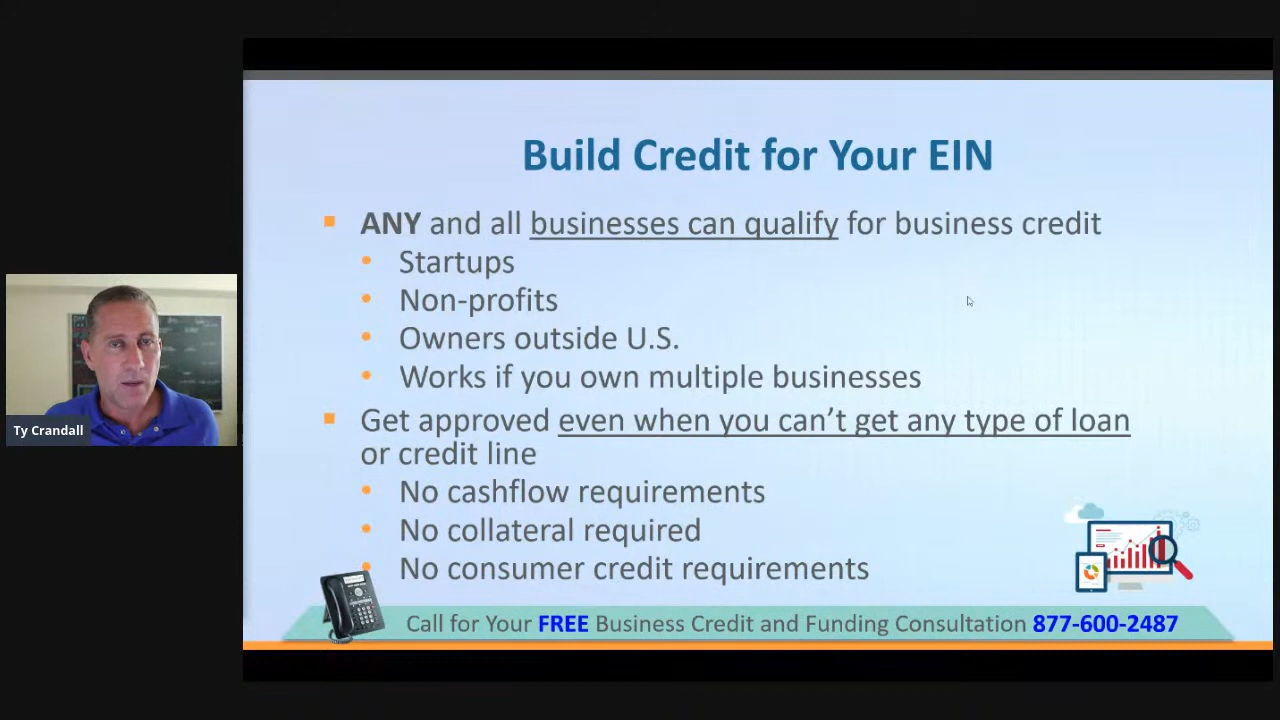 Build Credit for Your EIN
ANY and all businesses can qualify for business credit
Startups
Non-profits
Owners outside U.S.
Works if you own multiple businesses
Get approved even when you can’t get any type of loan
or credit line
No cashflow requirements
No collateral required
No consumer credit requirements
Call for Your FREE Business Credit and Funding Consultation 877-600-2487
Ty Crandall